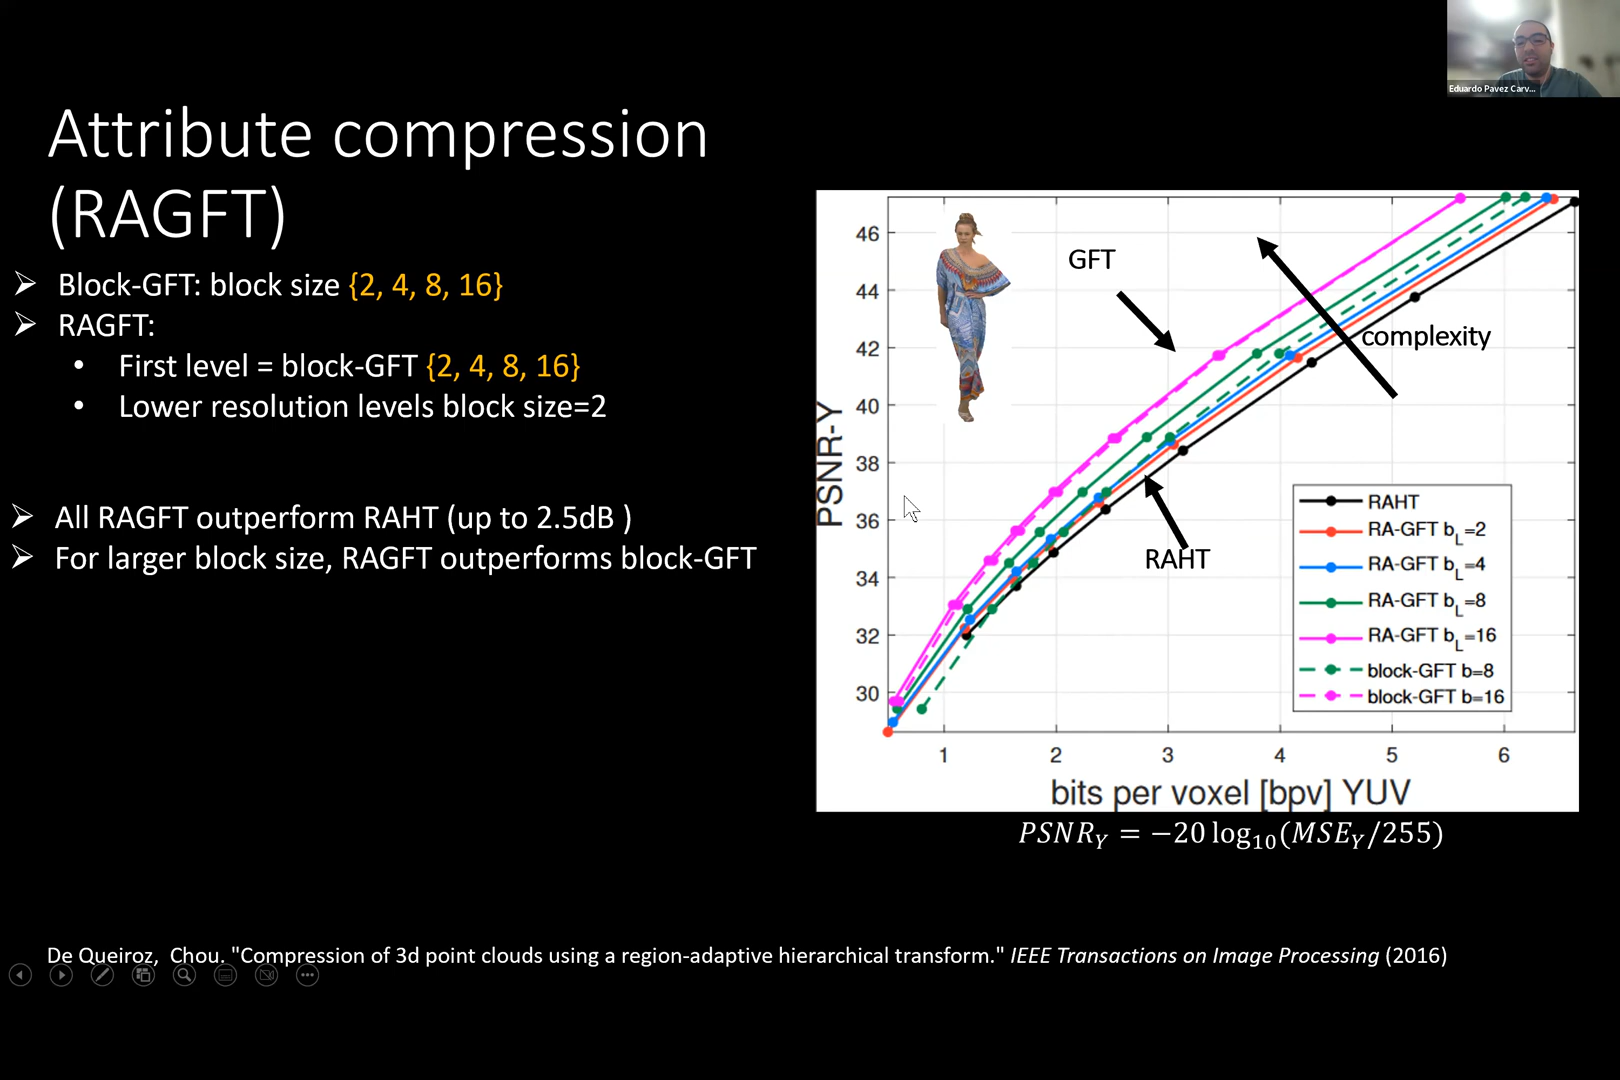 Eduardo Pavez Carv...
Attribute compression
(RAGFT)
➢ Block-GFT: block size {2, 4, 8, 16}
➢ RAGFT:
• First level = block-GFT {2, 4, 8, 16}
• Lower resolution levels block size=2
➢ All RAGFT outperform RAHT (up to 2.5dB )
➢ For larger block size, RAGFT outperforms block-GFT
PSNR-Y
46
44
42
40
38
36
34
32
30
GFT
complexity
RAHT
RAHT
RA-GFT b_L=2
RA-GFT b_L=4
RA-GFT b_L=8
RA-GFT b_L=16
block-GFT b=8
block-GFT b=16
1 2 3 4 5 6
bits per voxel [bpv] YUV
PSNR_Y = −20 log₁₀(MSE_Y/255)
De Queiroz, Chou. "Compression of 3d point clouds using a region-adaptive hierarchical transform." IEEE Transactions on Image Processing (2016)